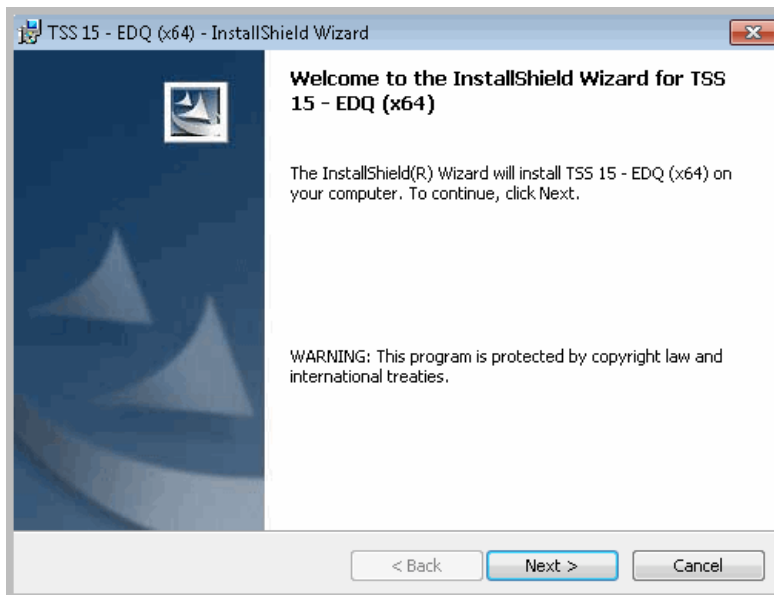 TSS 15 - EDQ (x64) - InstallShield Wizard
Welcome to the InstallShield Wizard for TSS
15 - EDQ (x64)
The InstallShield(R) Wizard will install TSS 15 - EDQ (x64) on
your computer. To continue, click Next.
WARNING: This program is protected by copyright law and
international treaties.
< Back
Next >
Cancel